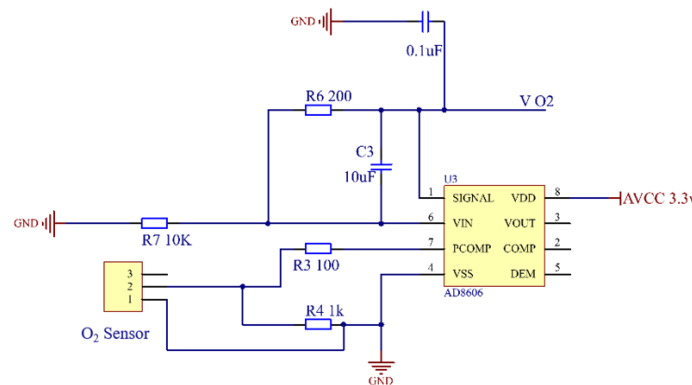 GND
0.1uF
R6 200
V O2
C3
10uF
U3
1 SIGNAL VDD 8
AVCC 3.3v
GND
6 VIN VOUT 3
R7 10K
7 PCOMP COMP 2
R3 100
4 VSS DEM 5
AD8606
3
2
1
R4 1k
O₂ Sensor
GND